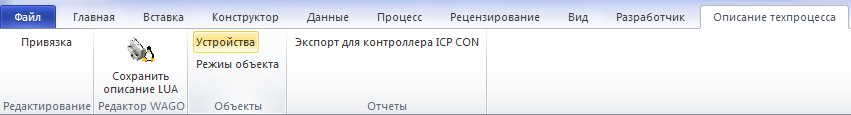 Файл Главная Вставка Конструктор Данные Процесс Рецензирование Вид Разработчик Описание техпроцесса
Привязка
Редактирование
Сохранить
описание LUA
Редактор WAGO
Устройства
Режиы объекта
Объекты
Экспорт для контроллера ICP CON
Отчеты